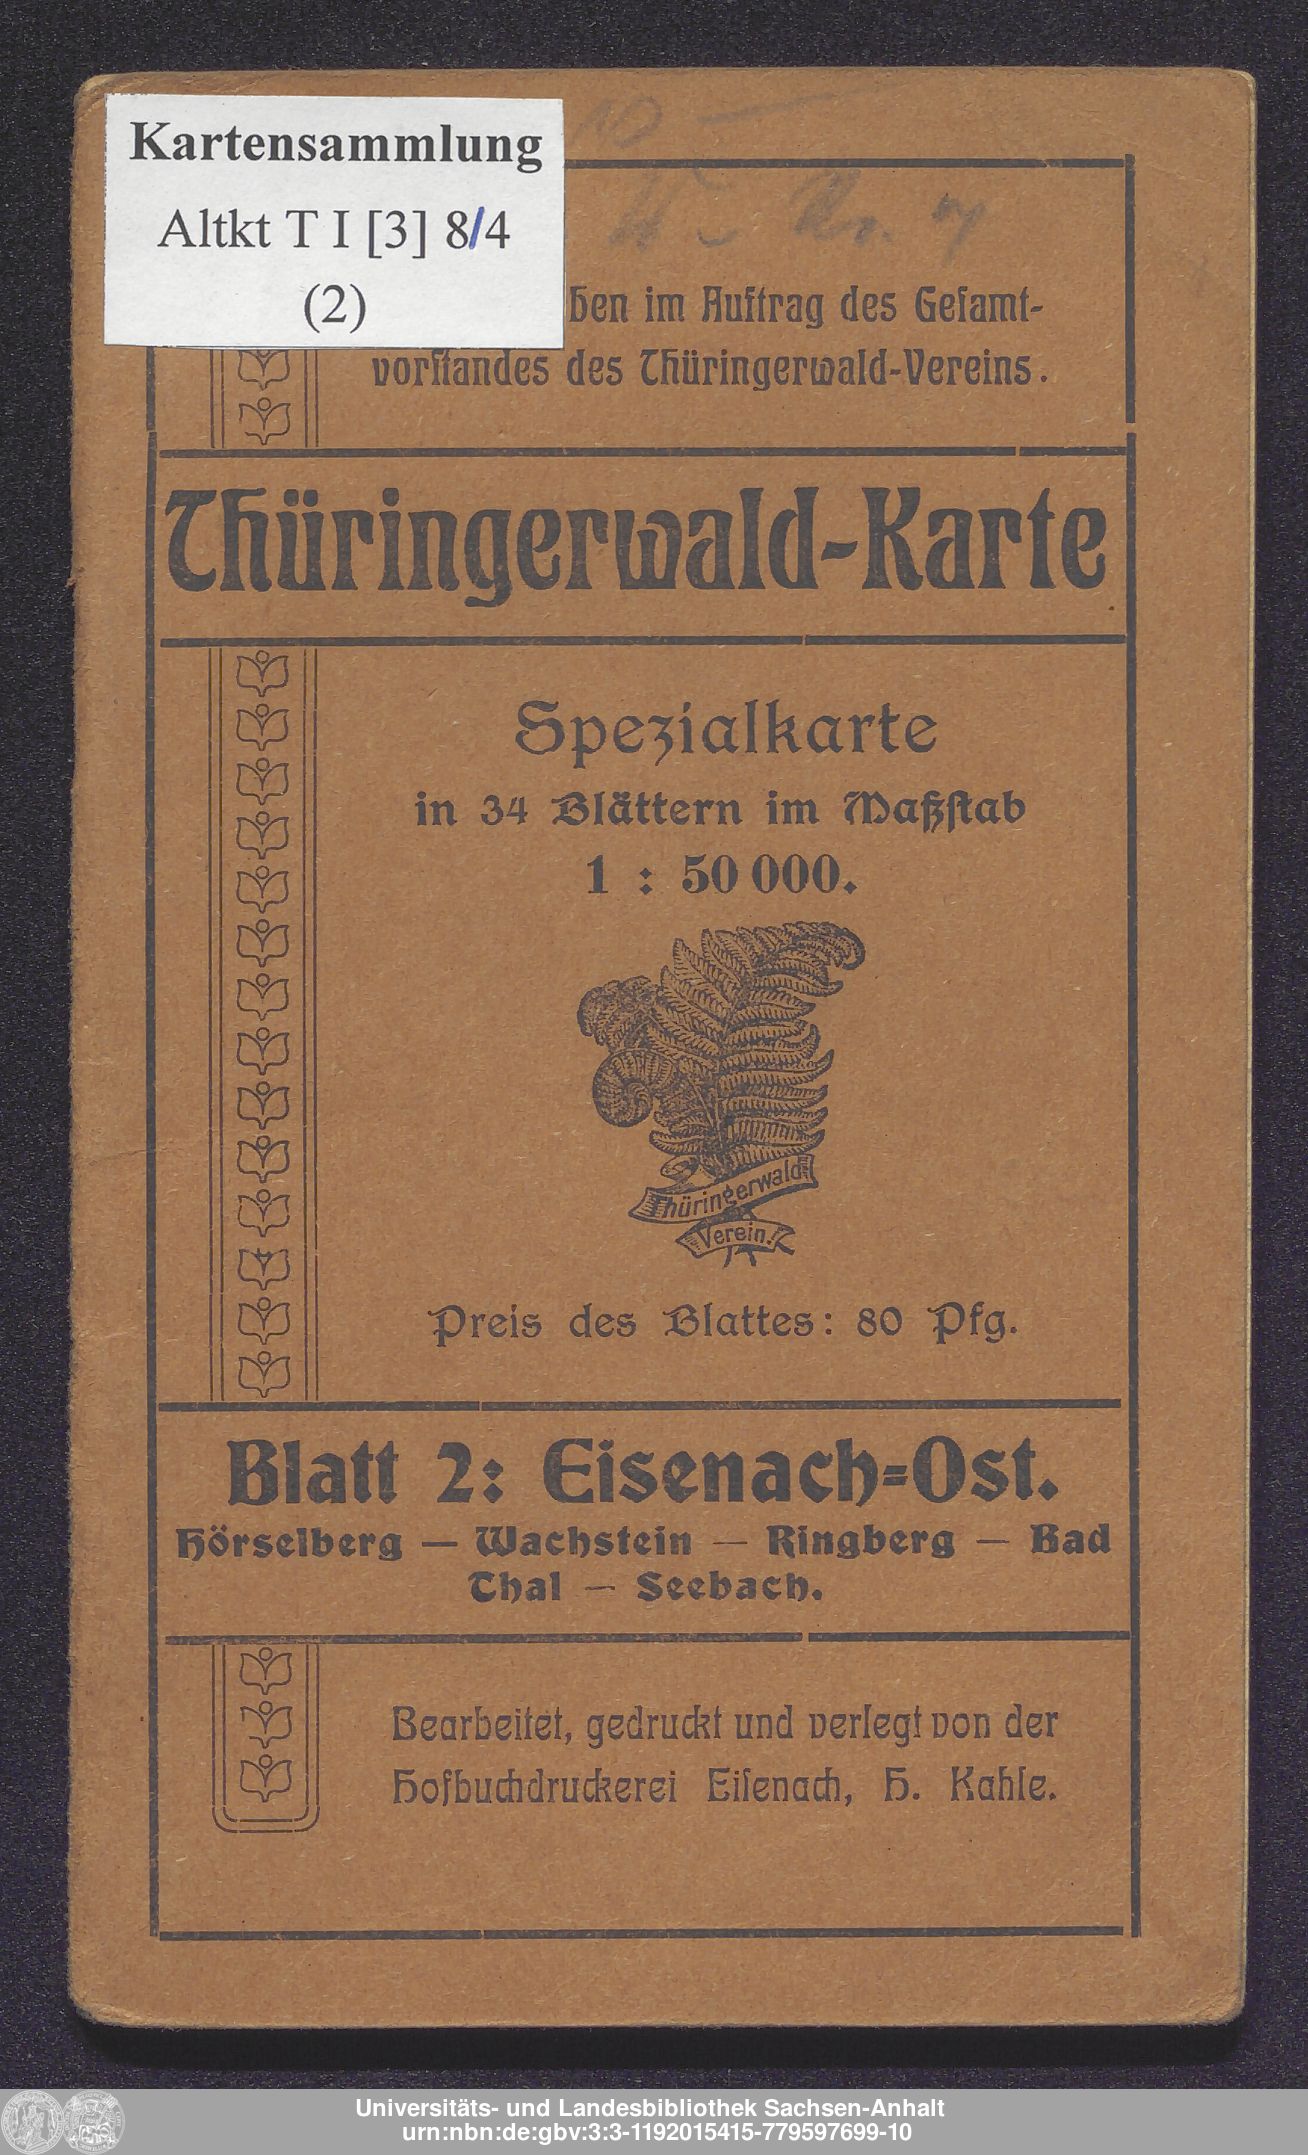 Kartensammlung
Altkt T I [3] 8/4
(2)
ben im Auftrag des Geſamt-
vorſtandes des Thüringerwald-Vereins.
Thüringerwald-Karte
Spezialkarte
in 34 Blättern im Maßſtab
1 : 50 000.
Thüringerwald
Verein!
Preis des Blattes: 80 Pfg.
Blatt 2: Eisenach=Ost.
Hörselberg — Wachstein — Ringberg — Bad
Thal — Seebach.
Bearbeitet, gedruckt und verlegt von der
Hofbuchdruckerei Eiſenach, H. Kahle.
Universitäts- und Landesbibliothek Sachsen-Anhalt
urn:nbn:de:gbv:3:3-1192015415-779597699-10